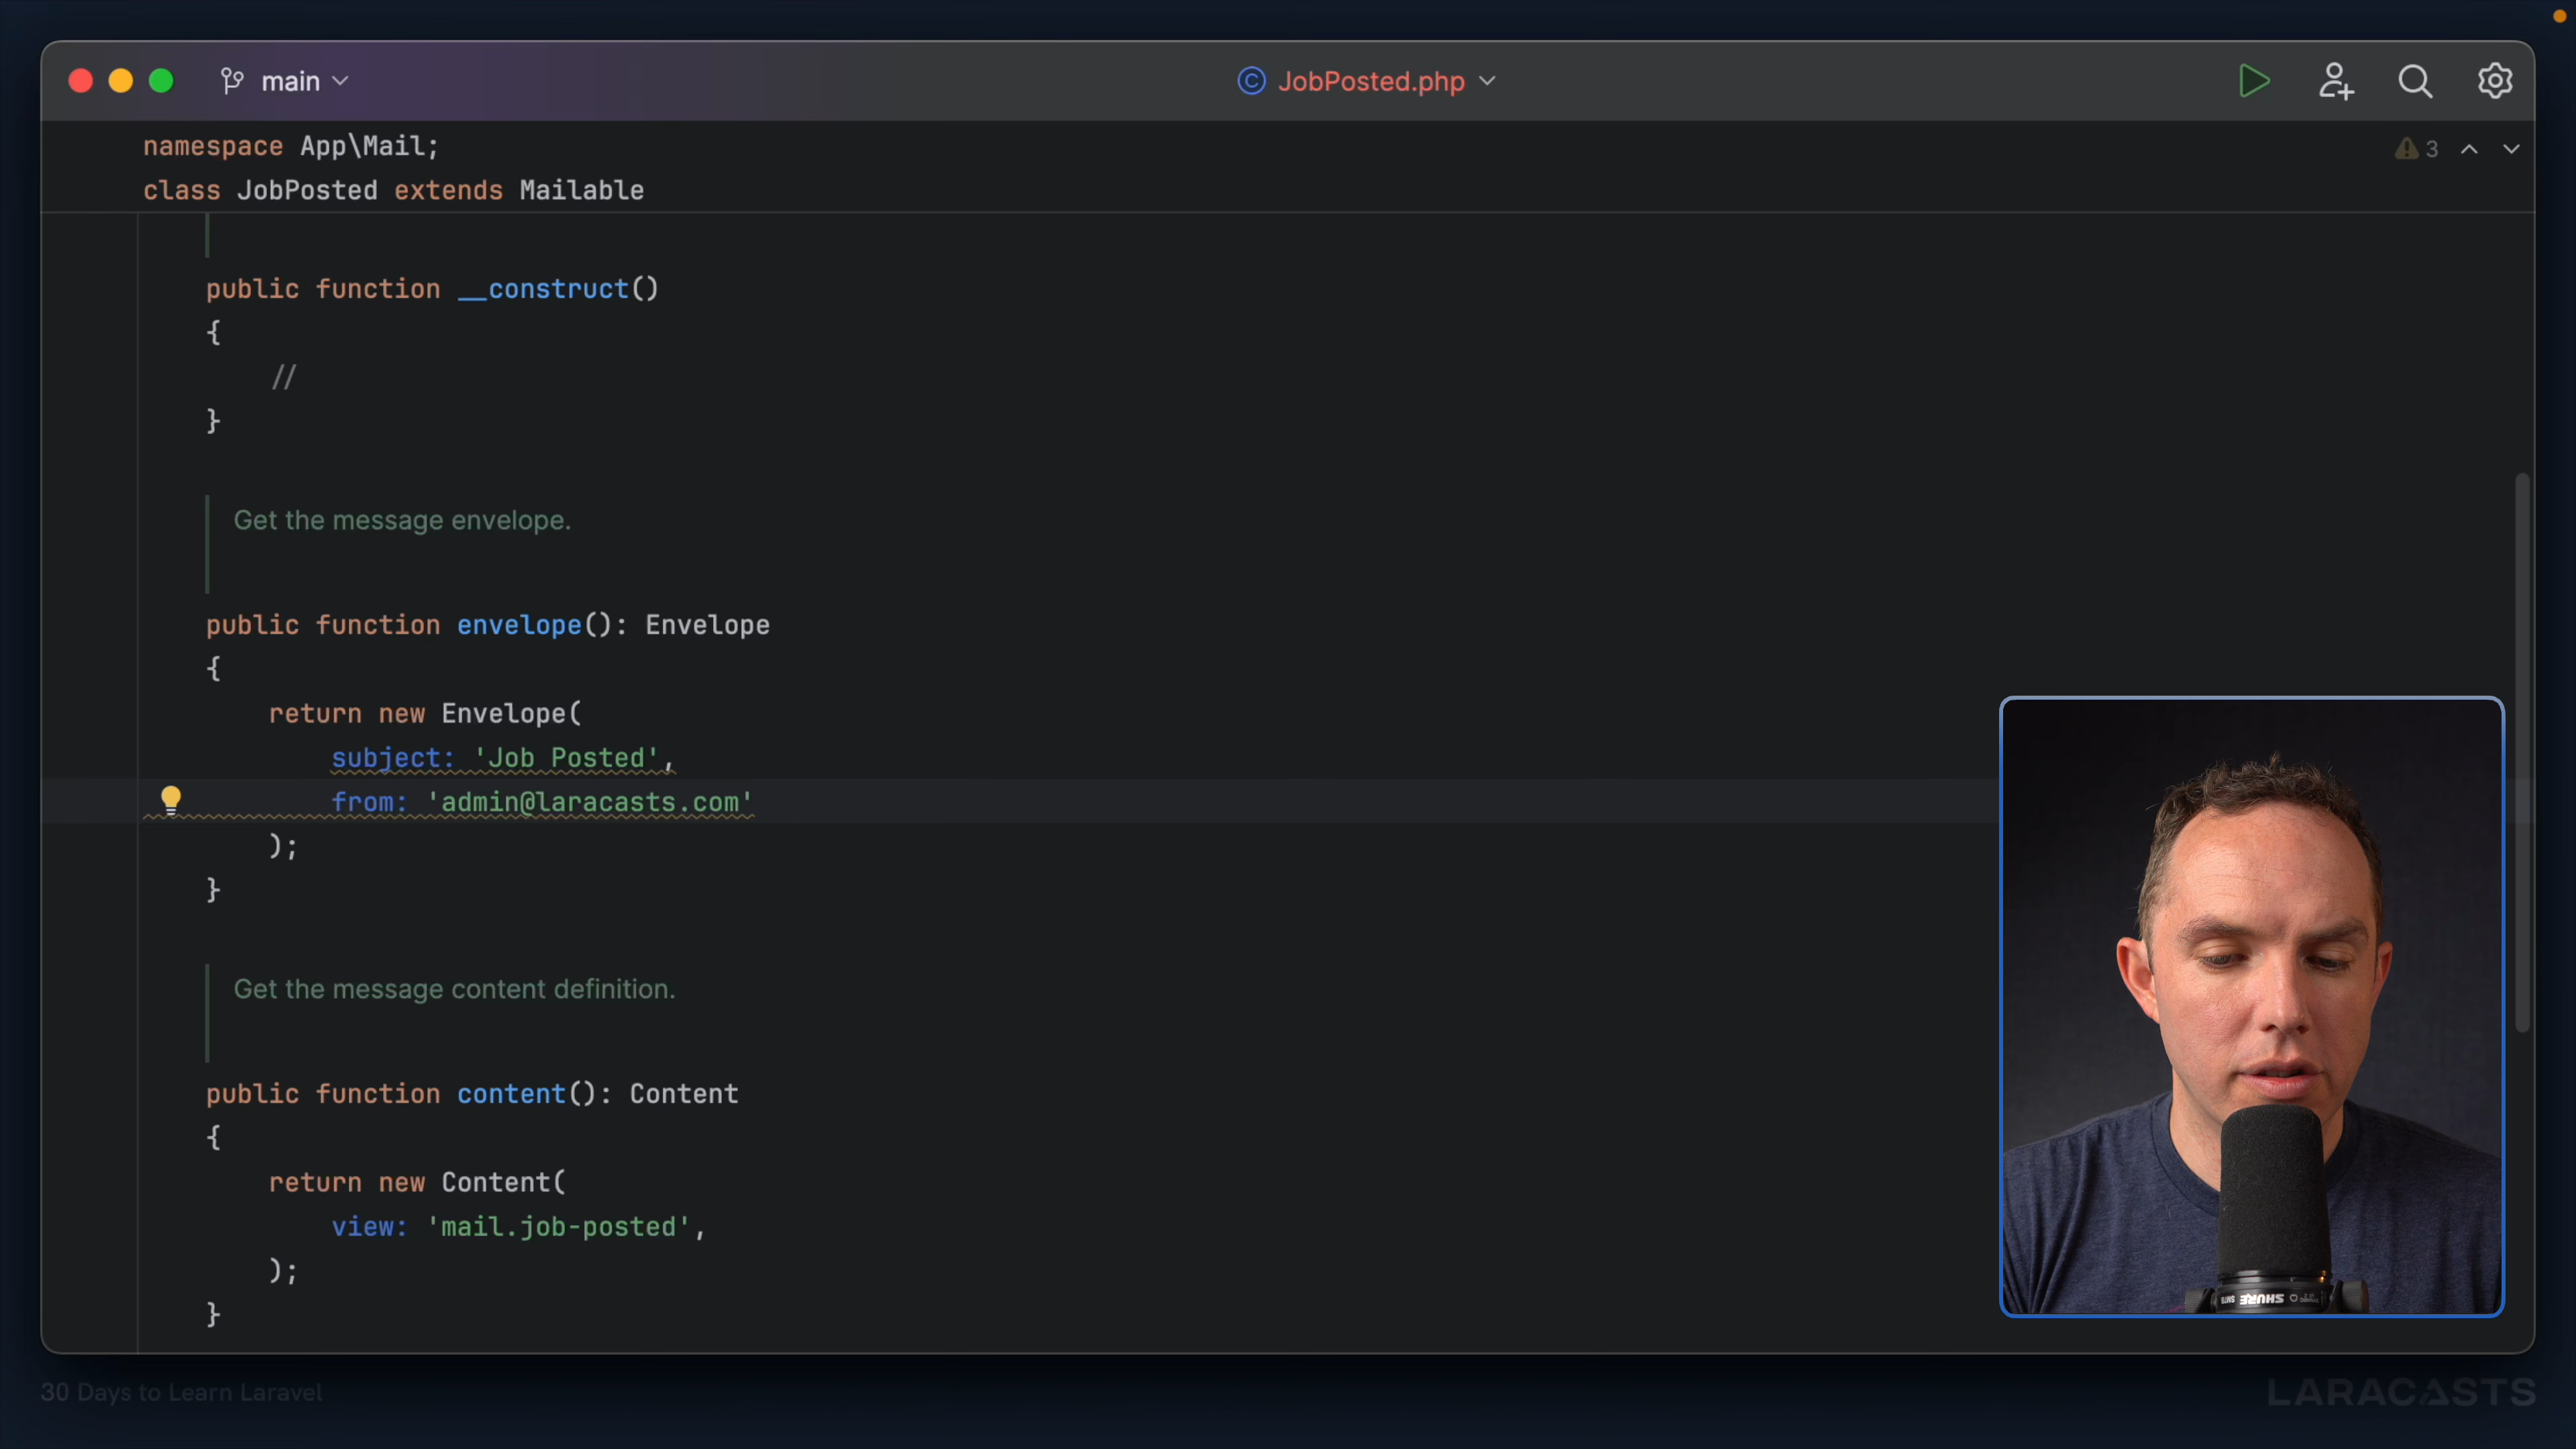 main
JobPosted.php
namespace App\Mail;
3
class JobPosted extends Mailable
public function __construct()
{
//
}
Get the message envelope.
public function envelope(): Envelope
{
return new Envelope(
subject: 'Job Posted',
from: 'admin@laracasts.com'
);
}
Get the message content definition.
public function content(): Content
{
return new Content(
view: 'mail.job-posted',
);
}
SHURE
30 Days to Learn Laravel
LARACASTS